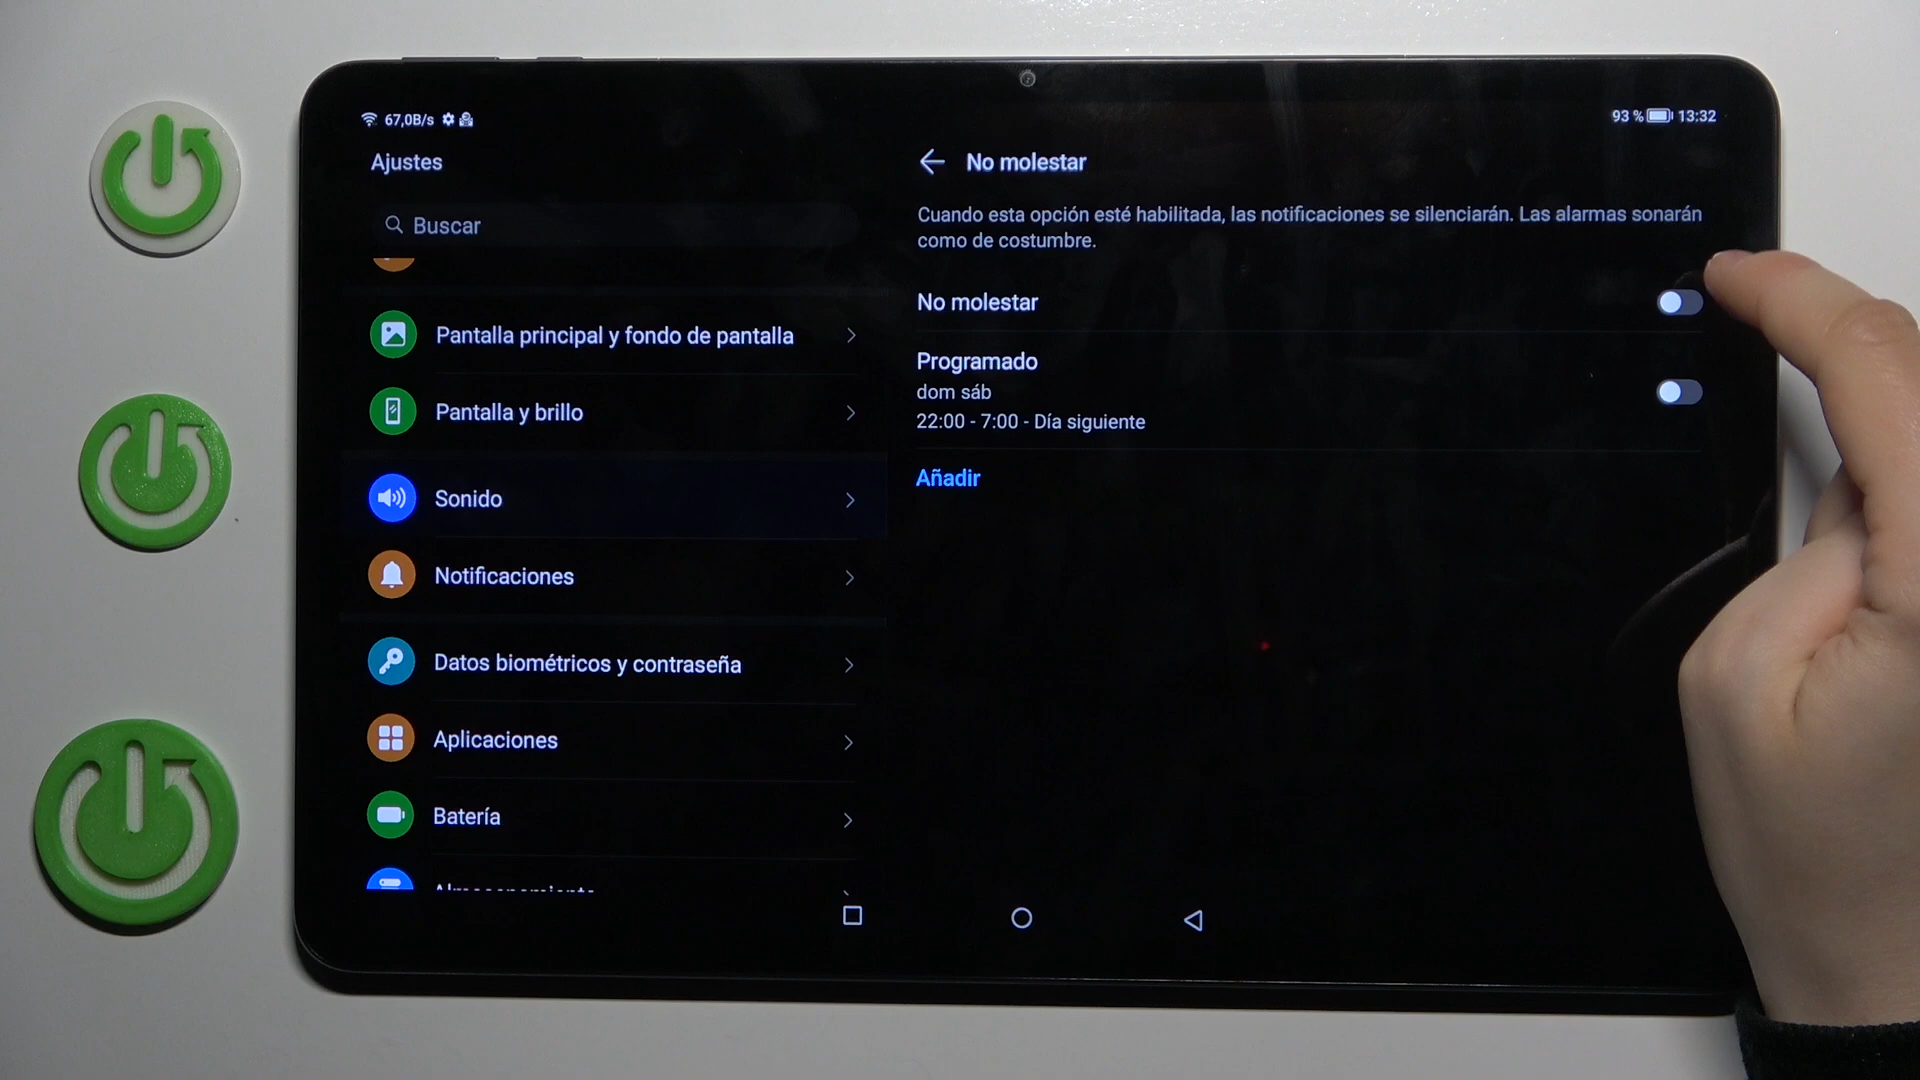 67,0B/s
93 % 13:32
Ajustes
Buscar
Pantalla principal y fondo de pantalla
Pantalla y brillo
Sonido
Notificaciones
Datos biométricos y contraseña
Aplicaciones
Batería
No molestar
Cuando esta opción esté habilitada, las notificaciones se silenciarán. Las alarmas sonarán
como de costumbre.
No molestar
Programado
dom sáb
22:00 - 7:00 - Día siguiente
Añadir